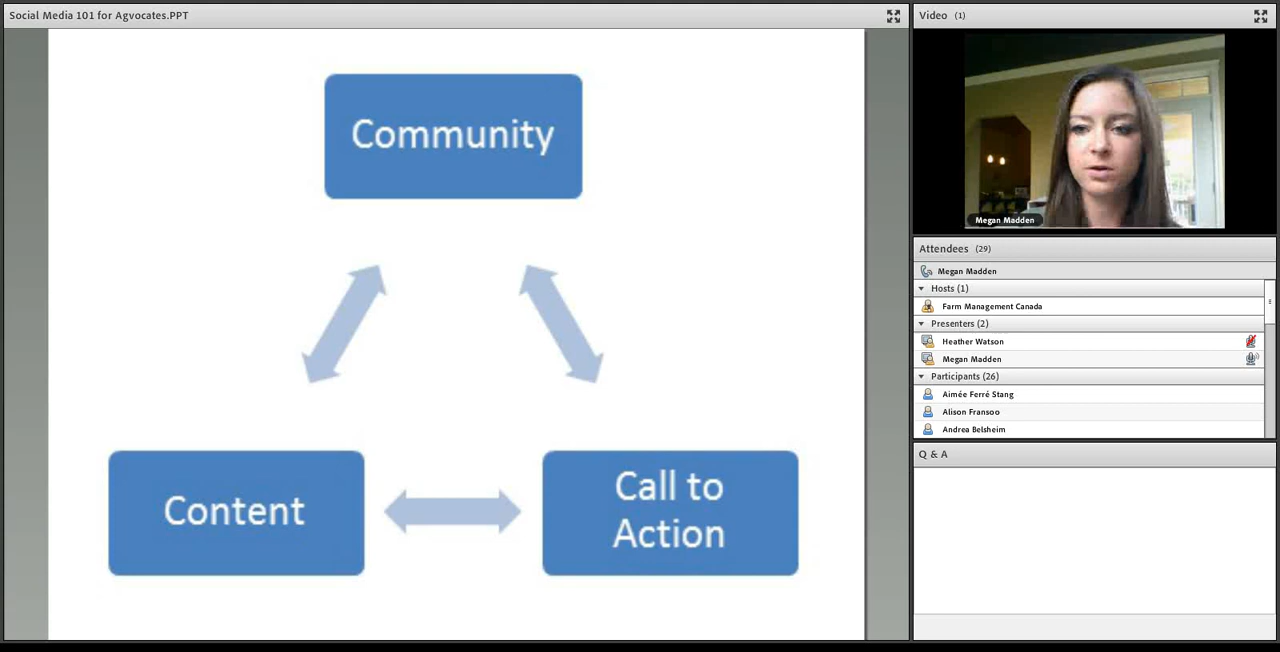 Social Media 101 for Agvocates.PPT
Community
Content
Call to
Action
Video (1)
Megan Madden
Attendees (29)
Megan Madden
Hosts (1)
Farm Management Canada
Presenters (2)
Heather Watson
Megan Madden
Participants (26)
Aimée Ferré Stang
Alison Fransoo
Andrea Belsheim
Q & A